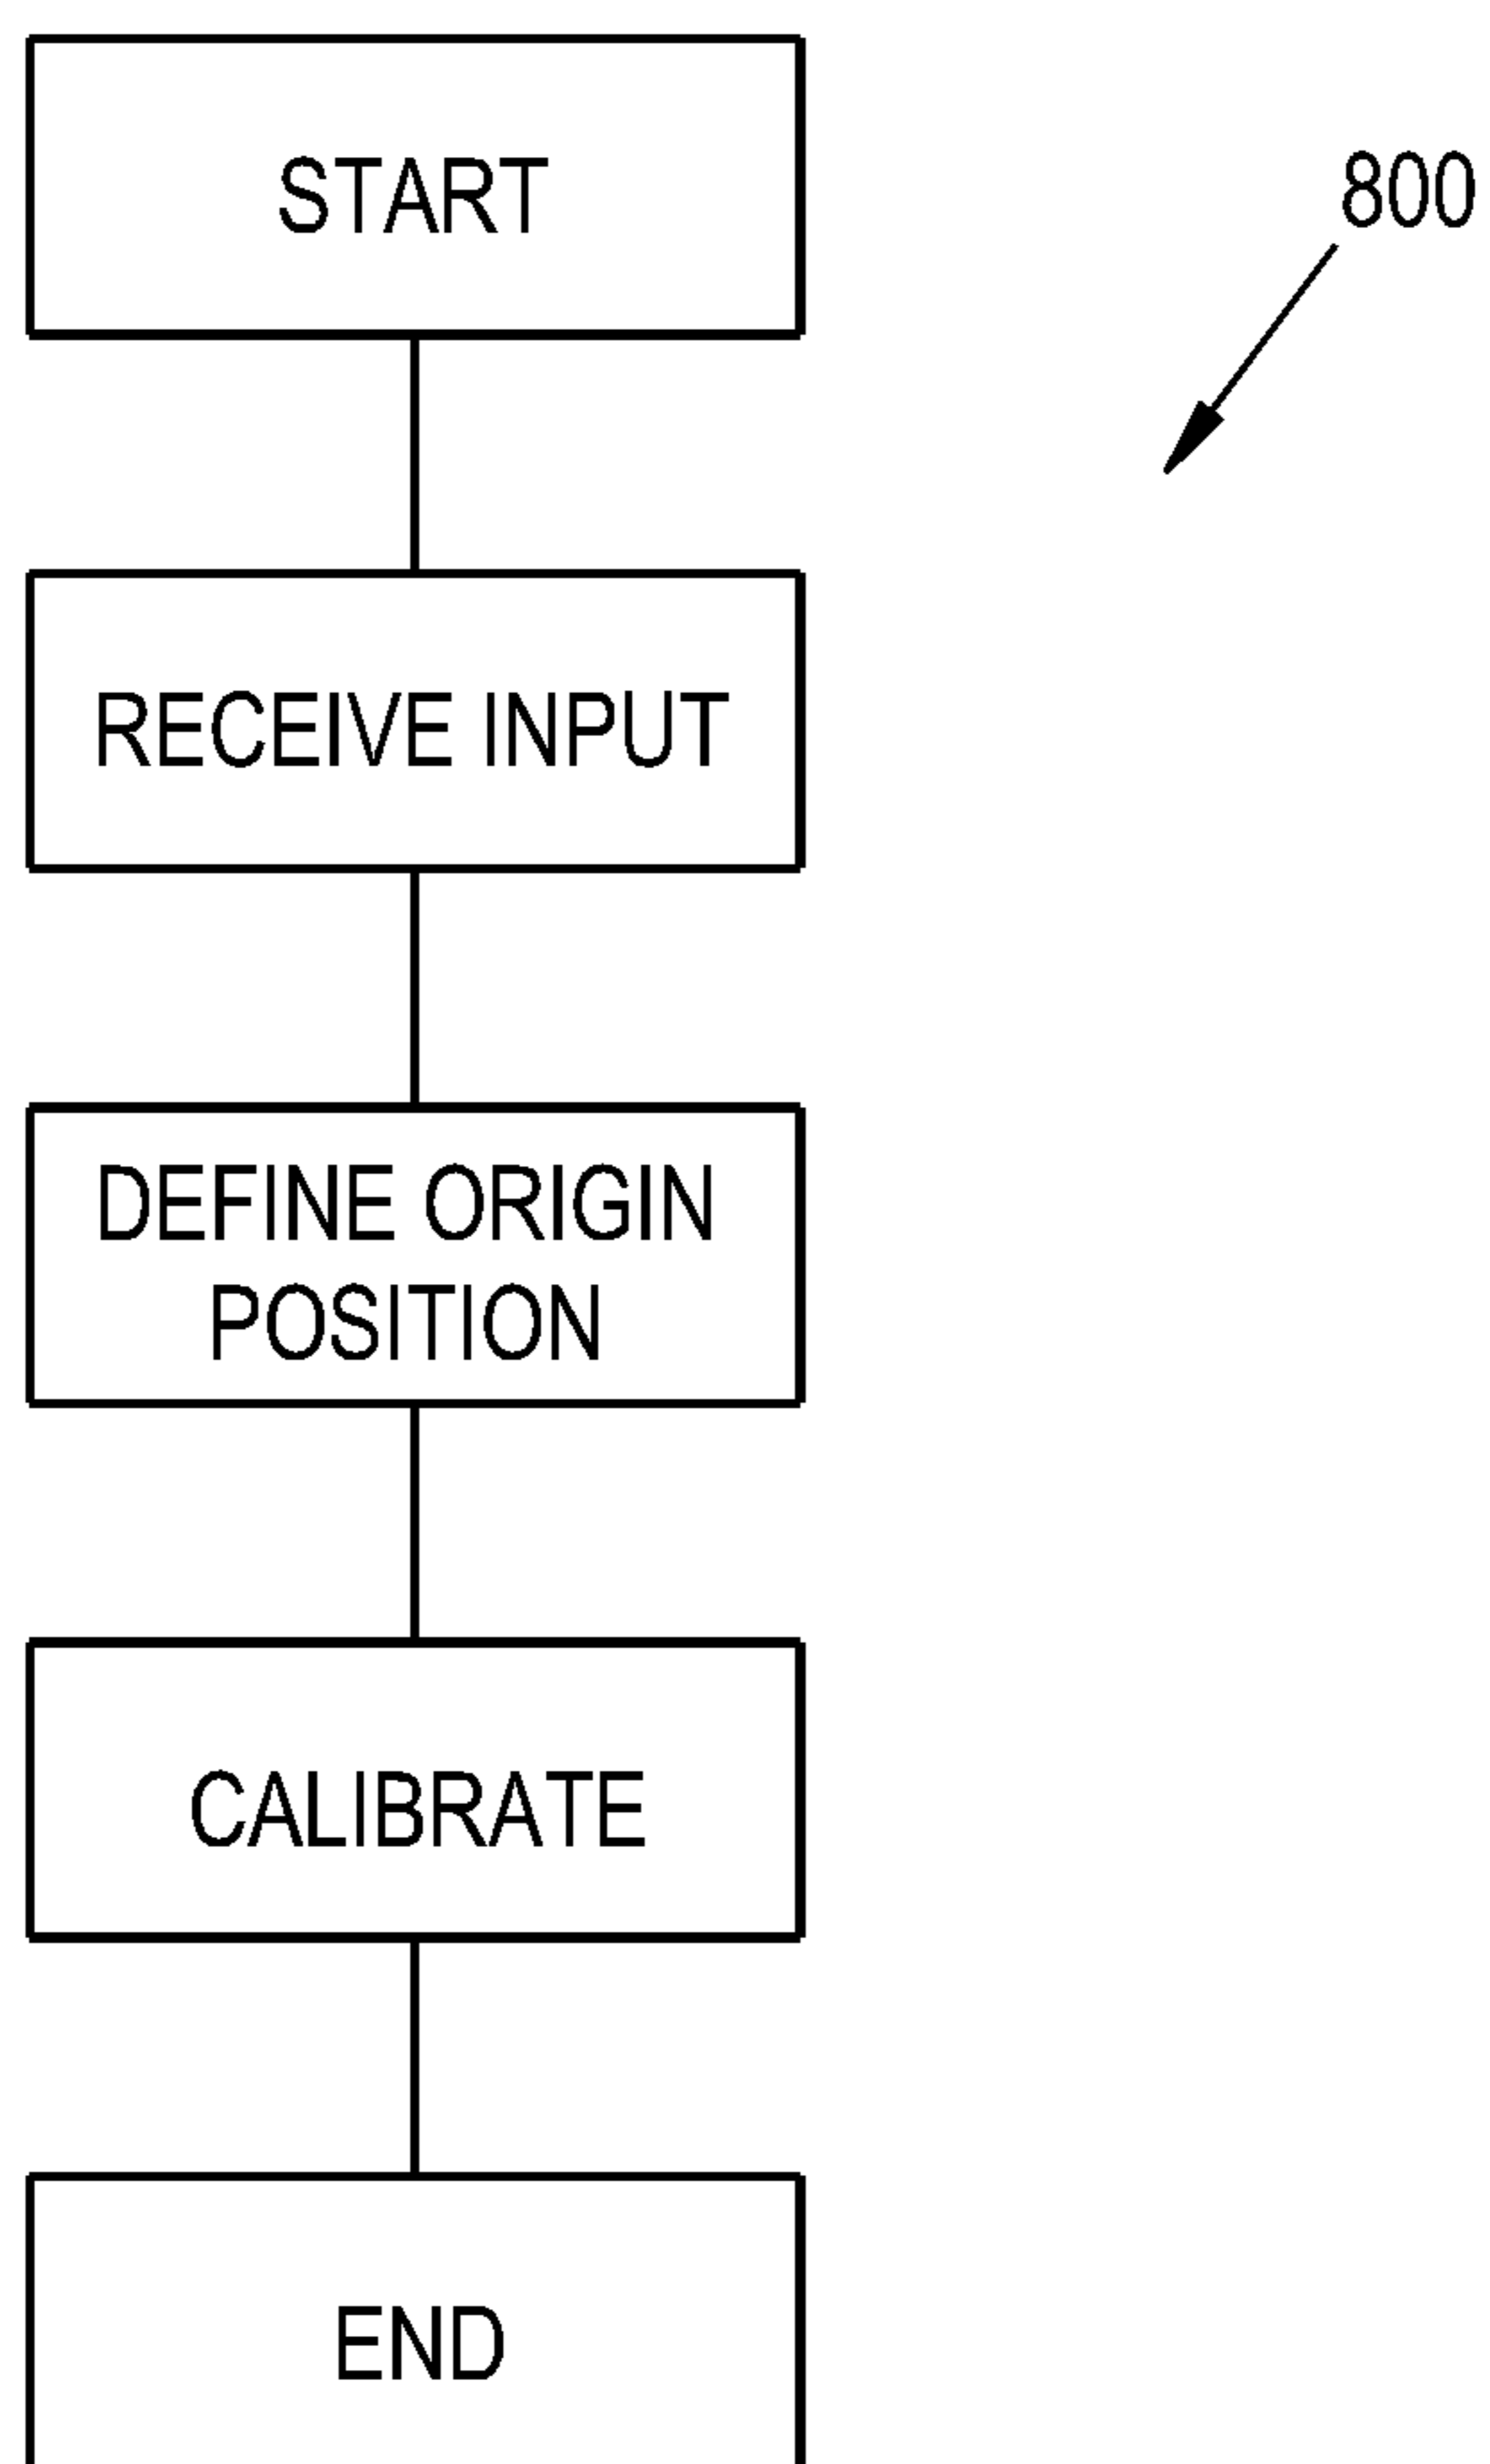 START
800
RECEIVE INPUT
DEFINE ORIGIN
POSITION
CALIBRATE
END